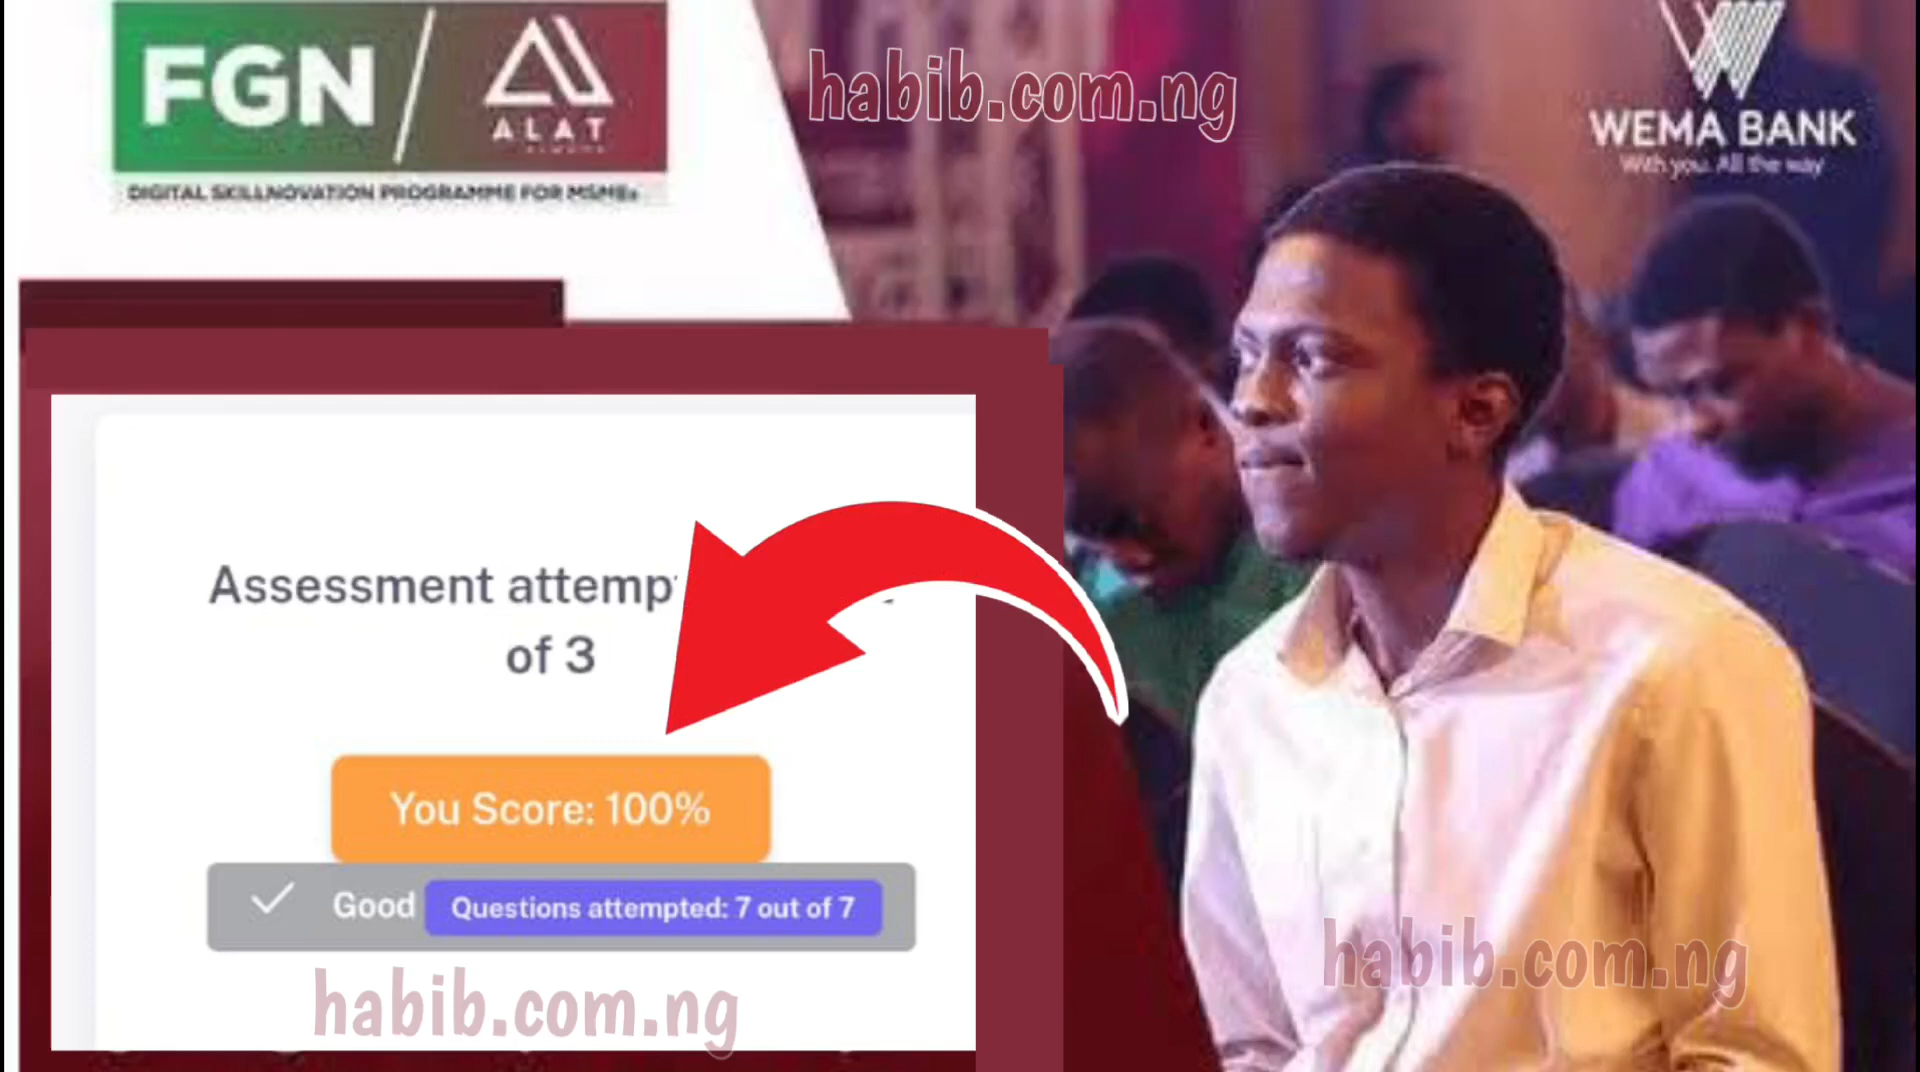 FGN
ALAT
DIGITAL SKILLNOVATION PROGRAMME FOR MSMEs
habib.com.ng
WEMA BANK
With you. All the way
Assessment attemp
of 3
You Score: 100%
Good
Questions attempted: 7 out of 7
habib.com.ng
habib.com.ng